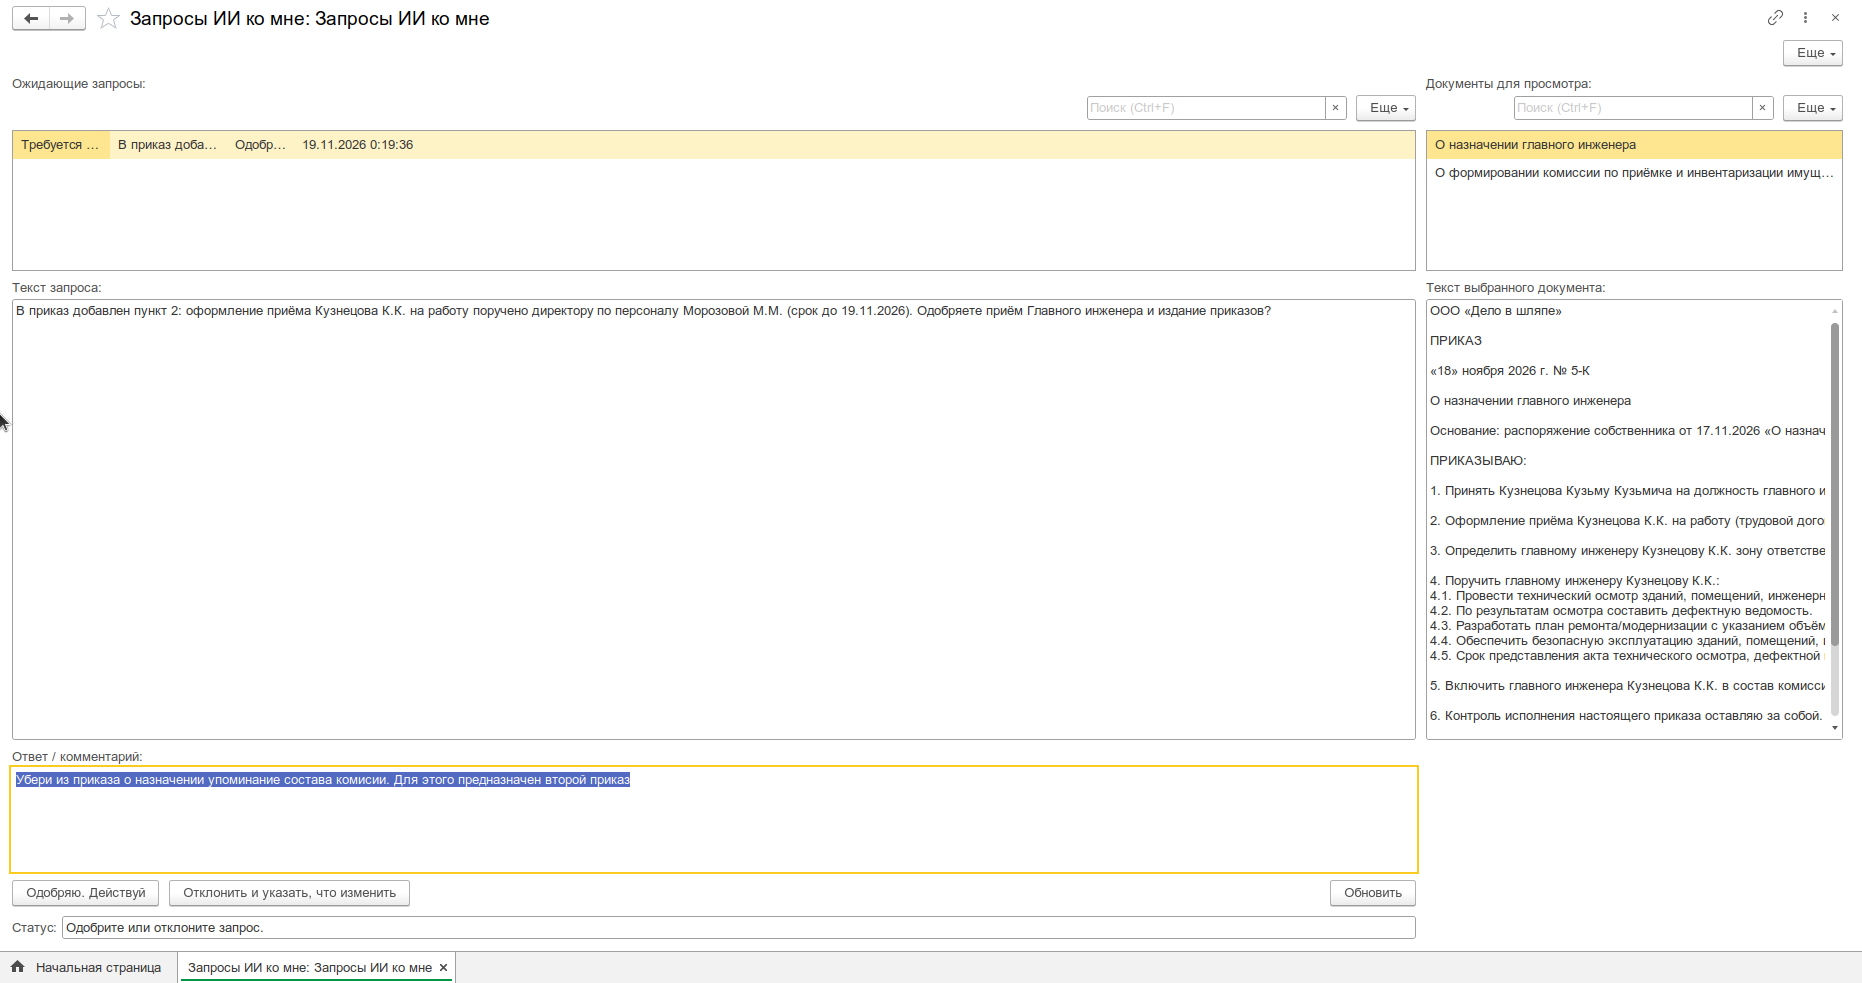 Запросы ИИ ко мне: Запросы ИИ ко мне
Еще
Ожидающие запросы:
Документы для просмотра:
Поиск (Ctrl+F)
×
Еще
Поиск (Ctrl+F)
×
Еще
Требуется ...
В приказ доба...
Одобр...
19.11.2026 0:19:36
О назначении главного инженера
О формировании комиссии по приёмке и инвентаризации имущ...
Текст запроса:
Текст выбранного документа:
В приказ добавлен пункт 2: оформление приёма Кузнецова К.К. на работу поручено директору по персоналу Морозовой М.М. (срок до 19.11.2026). Одобряете приём Главного инженера и издание приказов?
ООО «Дело в шляпе»
ПРИКАЗ
«18» ноября 2026 г. № 5-К
О назначении главного инженера
Основание: распоряжение собственника от 17.11.2026 «О назнач
ПРИКАЗЫВАЮ:
1. Принять Кузнецова Кузьму Кузьмича на должность главного и
2. Оформление приёма Кузнецова К.К. на работу (трудовой дого
3. Определить главному инженеру Кузнецову К.К. зону ответстве
4. Поручить главному инженеру Кузнецову К.К.:
4.1. Провести технический осмотр зданий, помещений, инженерн
4.2. По результатам осмотра составить дефектную ведомость.
4.3. Разработать план ремонта/модернизации с указанием объём
4.4. Обеспечить безопасную эксплуатацию зданий, помещений,
4.5. Срок представления акта технического осмотра, дефектной
5. Включить главного инженера Кузнецова К.К. в состав комисси
6. Контроль исполнения настоящего приказа оставляю за собой.
Ответ / комментарий:
Убери из приказа о назначении упоминание состава комисии. Для этого предназначен второй приказ
Одобряю. Действуй
Отклонить и указать, что изменить
Обновить
Статус:
Одобрите или отклоните запрос.
Начальная страница
Запросы ИИ ко мне: Запросы ИИ ко мне ×